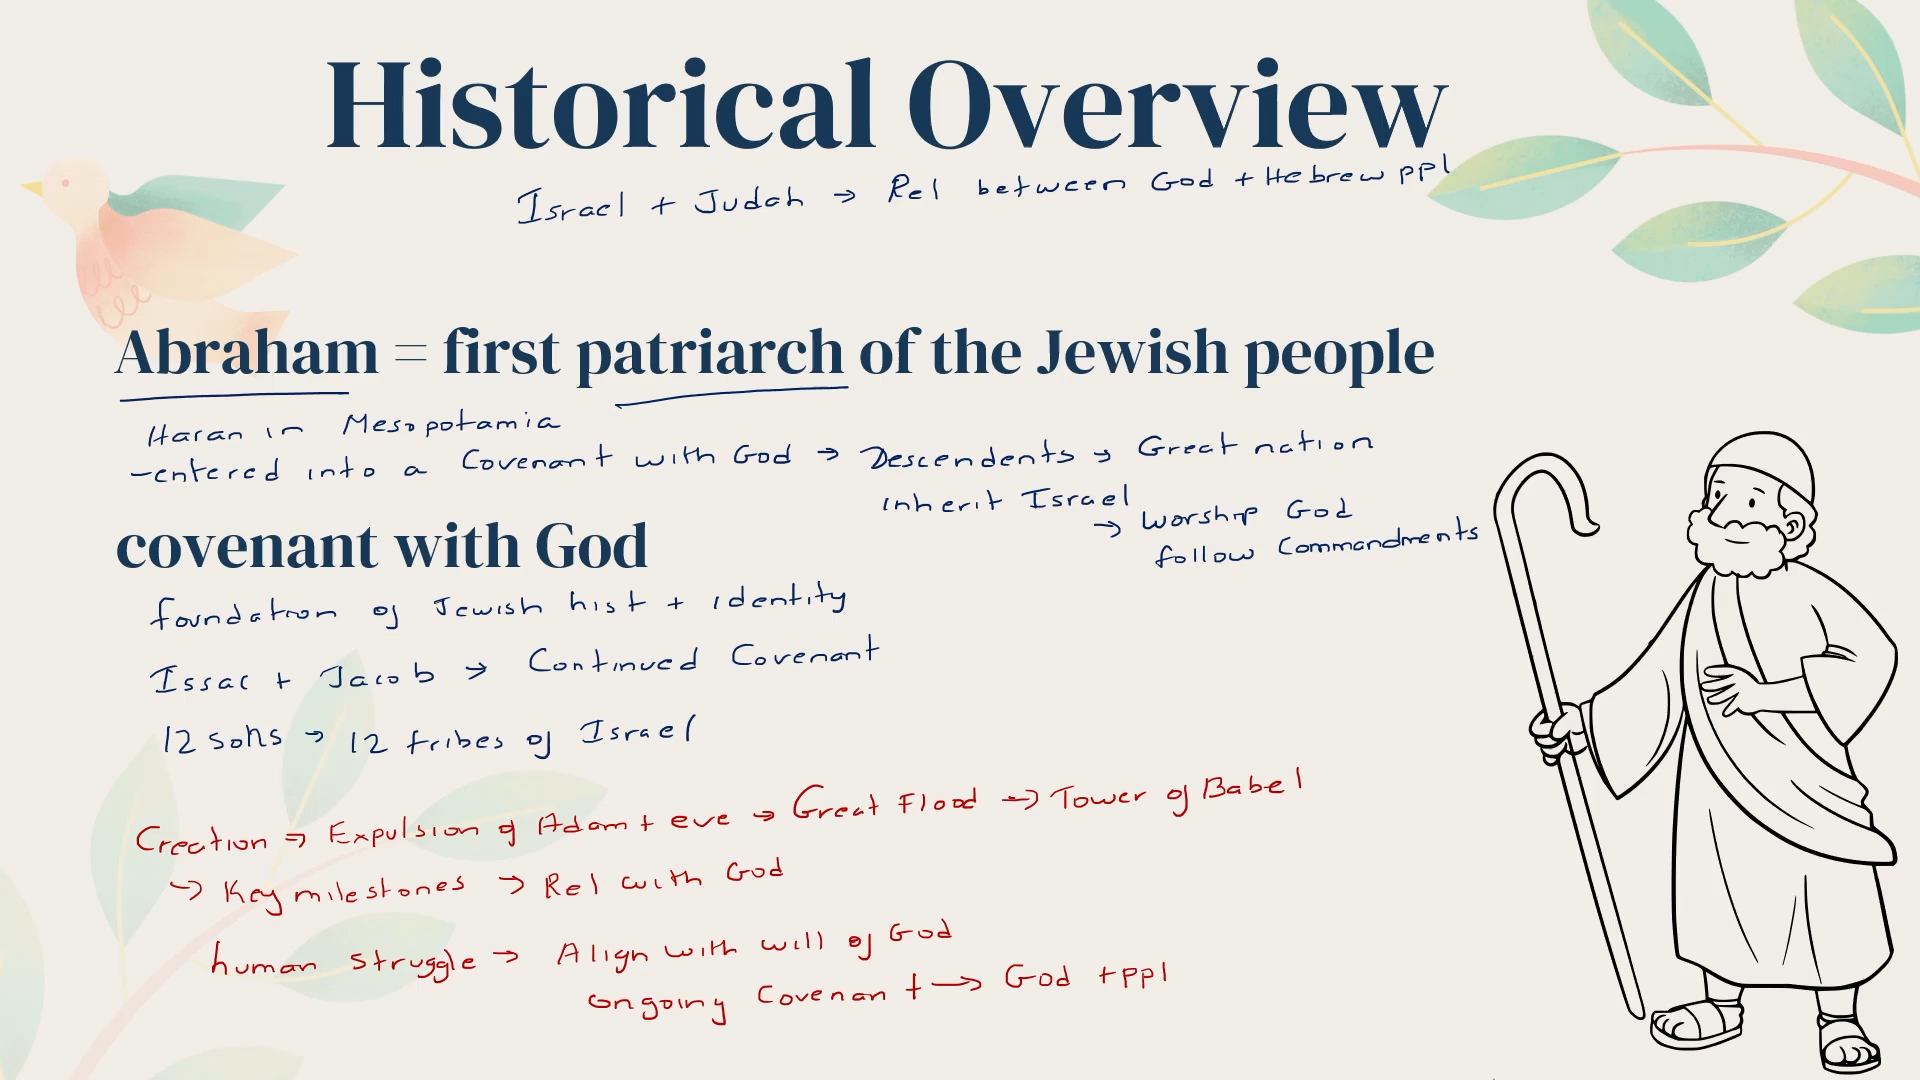 Historical Overview
Israel + Judah → Rel between God + Hebrew ppl
Abraham = first patriarch of the Jewish people
Haran in Mesopotamia
-entered into a Covenant with God → Descendents → Great nation
inherit Israel
→ Worship God
follow Commandments
covenant with God
foundation of Jewish hist + identity
Issac + Jacob → Continued Covenant
12 sons → 12 tribes of Israel
Creation → Expulsion of Adam + eve → Great Flood → Tower of Babel
↪ Key milestones → Rel with God
human struggle → Align with will of God
ongoing Covenant → God + ppl